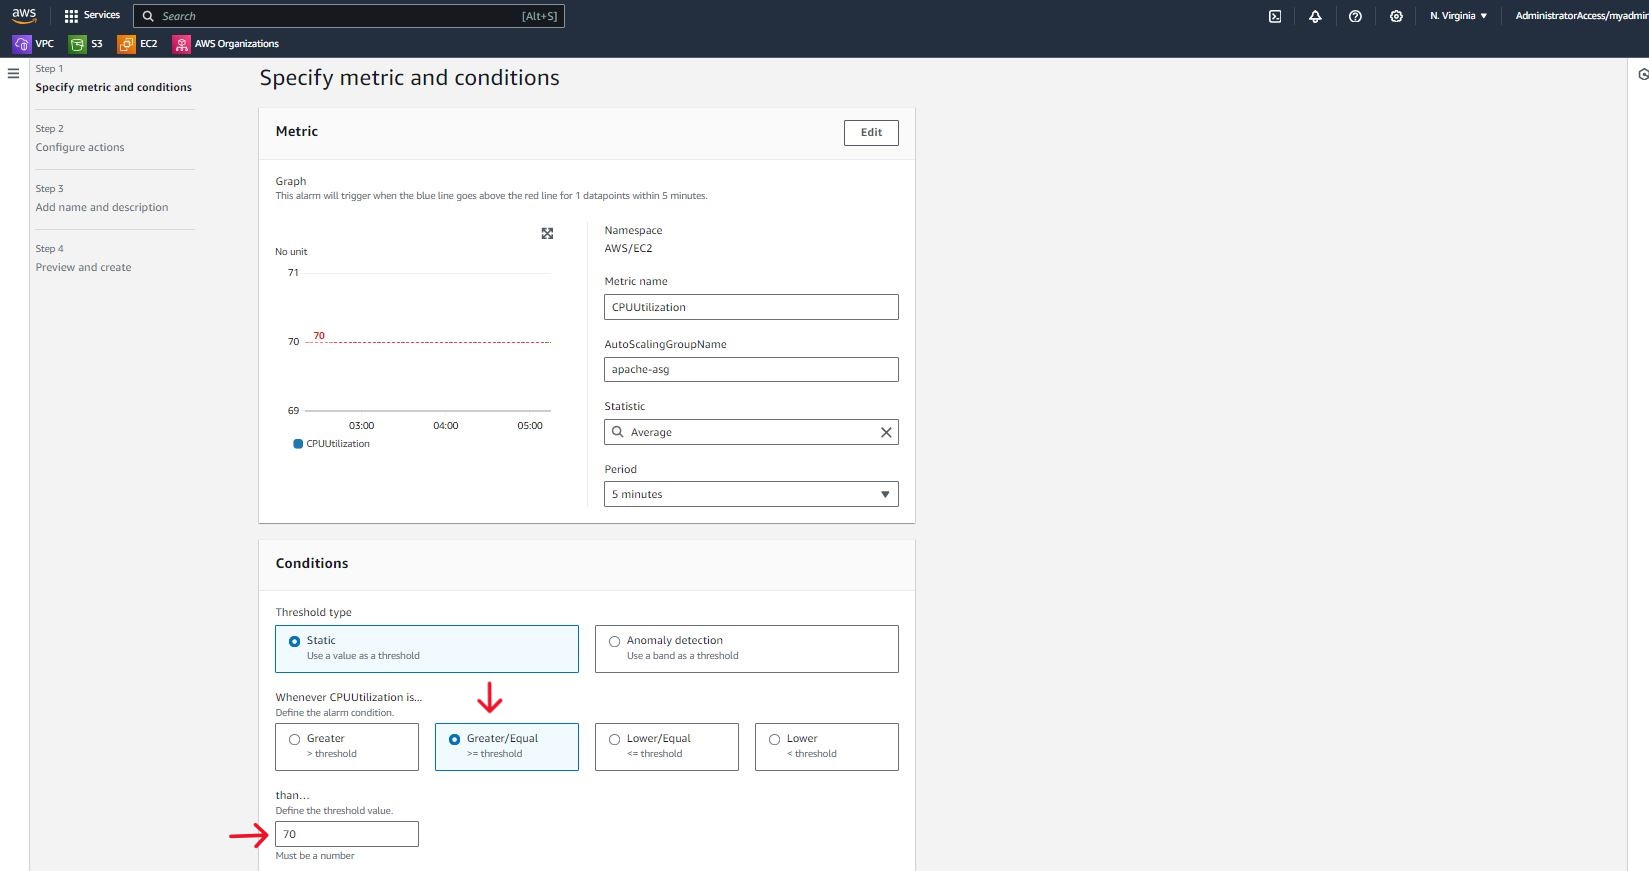 aws
Services
Search
[Alt+S]
N. Virginia
AdministratorAccess/myadmin
VPC
S3
EC2
AWS Organizations
Step 1
Specify metric and conditions
Step 2
Configure actions
Step 3
Add name and description
Step 4
Preview and create
Specify metric and conditions
Metric
Edit
Graph
This alarm will trigger when the blue line goes above the red line for 1 datapoints within 5 minutes.
No unit
71
70
70
69
03:00
04:00
05:00
CPUUtilization
Namespace
AWS/EC2
Metric name
CPUUtilization
AutoScalingGroupName
apache-asg
Statistic
Average
Period
5 minutes
Conditions
Threshold type
Static
Use a value as a threshold
Anomaly detection
Use a band as a threshold
Whenever CPUUtilization is...
Define the alarm condition.
Greater
> threshold
Greater/Equal
>= threshold
Lower/Equal
<= threshold
Lower
< threshold
than...
Define the threshold value.
70
Must be a number